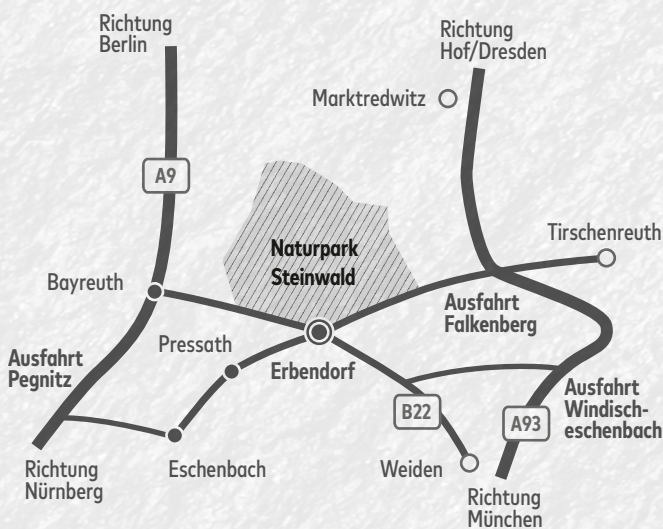 Richtung
Berlin
Richtung
Hof/Dresden
Marktredwitz
A9
Tirschenreuth
Naturpark
Steinwald
Bayreuth
Ausfahrt
Falkenberg
Pressath
Ausfahrt
Pegnitz
Erbendorf
Ausfahrt
Windisch-
eschenbach
B22
A93
Richtung
Nürnberg
Eschenbach
Weiden
Richtung
München